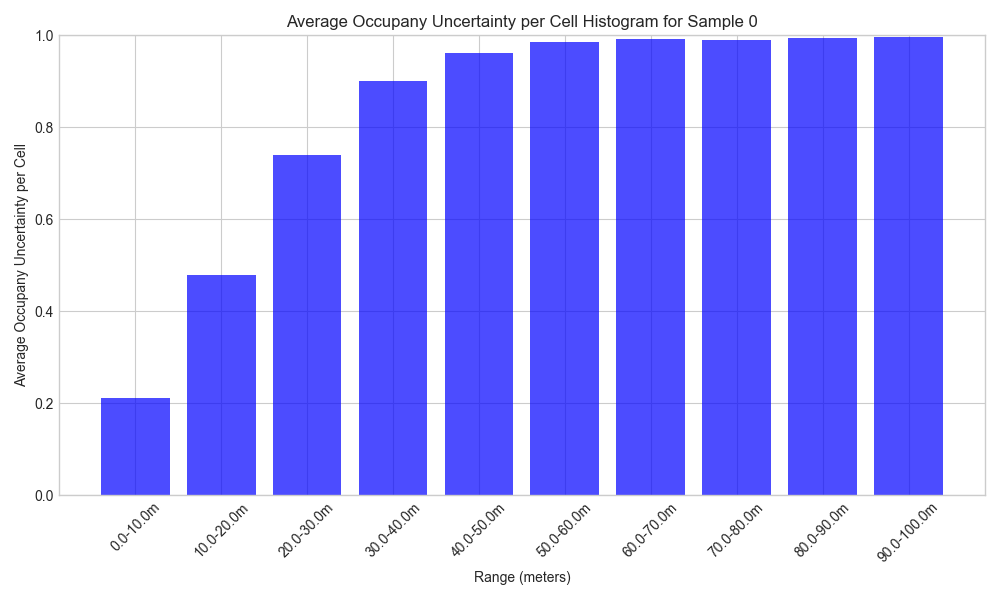 Average Occupany Uncertainty per Cell Histogram for Sample 0
Average Occupany Uncertainty per Cell
1.0
0.8
0.6
0.4
0.2
0.0
0.0-10.0m
10.0-20.0m
20.0-30.0m
30.0-40.0m
40.0-50.0m
50.0-60.0m
60.0-70.0m
70.0-80.0m
80.0-90.0m
90.0-100.0m
Range (meters)